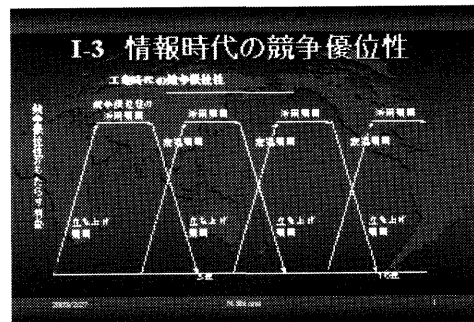 I-3 情報時代の競争優位性
工業時代の競争優位性
競争優位性の
活用期間
活用期間
活用期間
活用期間
衰退期間
衰退期間
衰退期間
立ち上げ
期間
立ち上げ
期間
立ち上げ
期間
立ち上げ
期間
2003/2/27
1